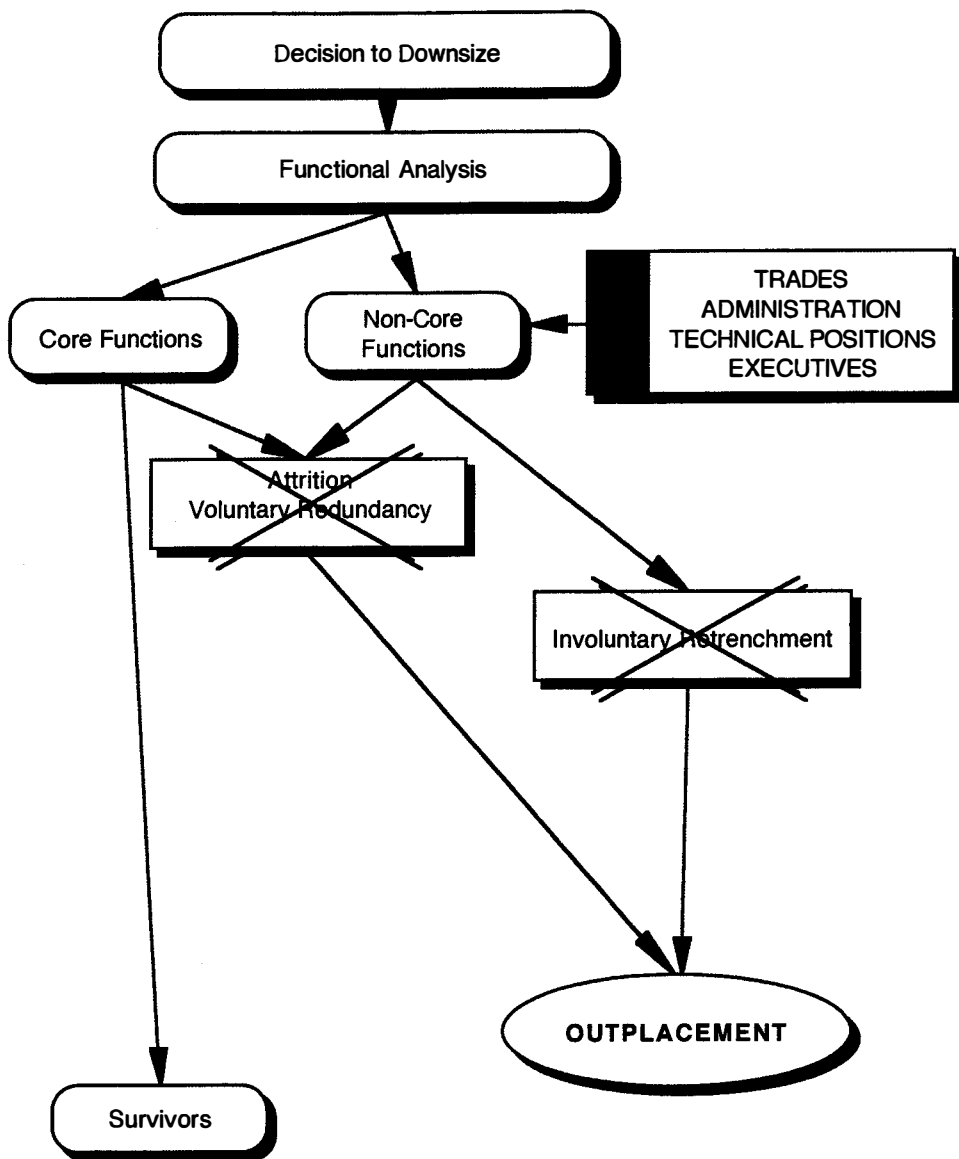 Decision to Downsize
Functional Analysis
Core Functions
Non-Core
Functions
TRADES
ADMINISTRATION
TECHNICAL POSITIONS
EXECUTIVES
Attrition
Voluntary Redundancy
Involuntary Retrenchment
OUTPLACEMENT
Survivors